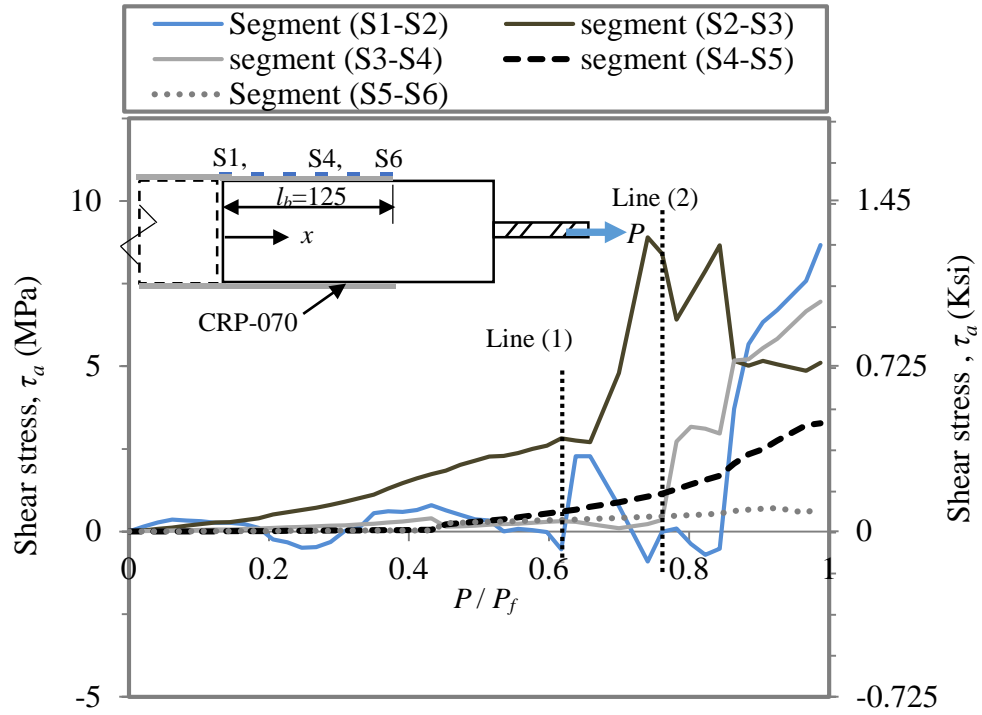 Segment (S1-S2)
segment (S2-S3)
segment (S3-S4)
segment (S4-S5)
Segment (S5-S6)
S1,
S4,
S6
l_b=125
x
P
CRP-070
Line (1)
Line (2)
10
5
0
-5
Shear stress, τ_a (MPa)
1.45
0.725
0
-0.725
Shear stress , τ_a (Ksi)
0
0.2
0.4
0.6
0.8
1
P / P_f